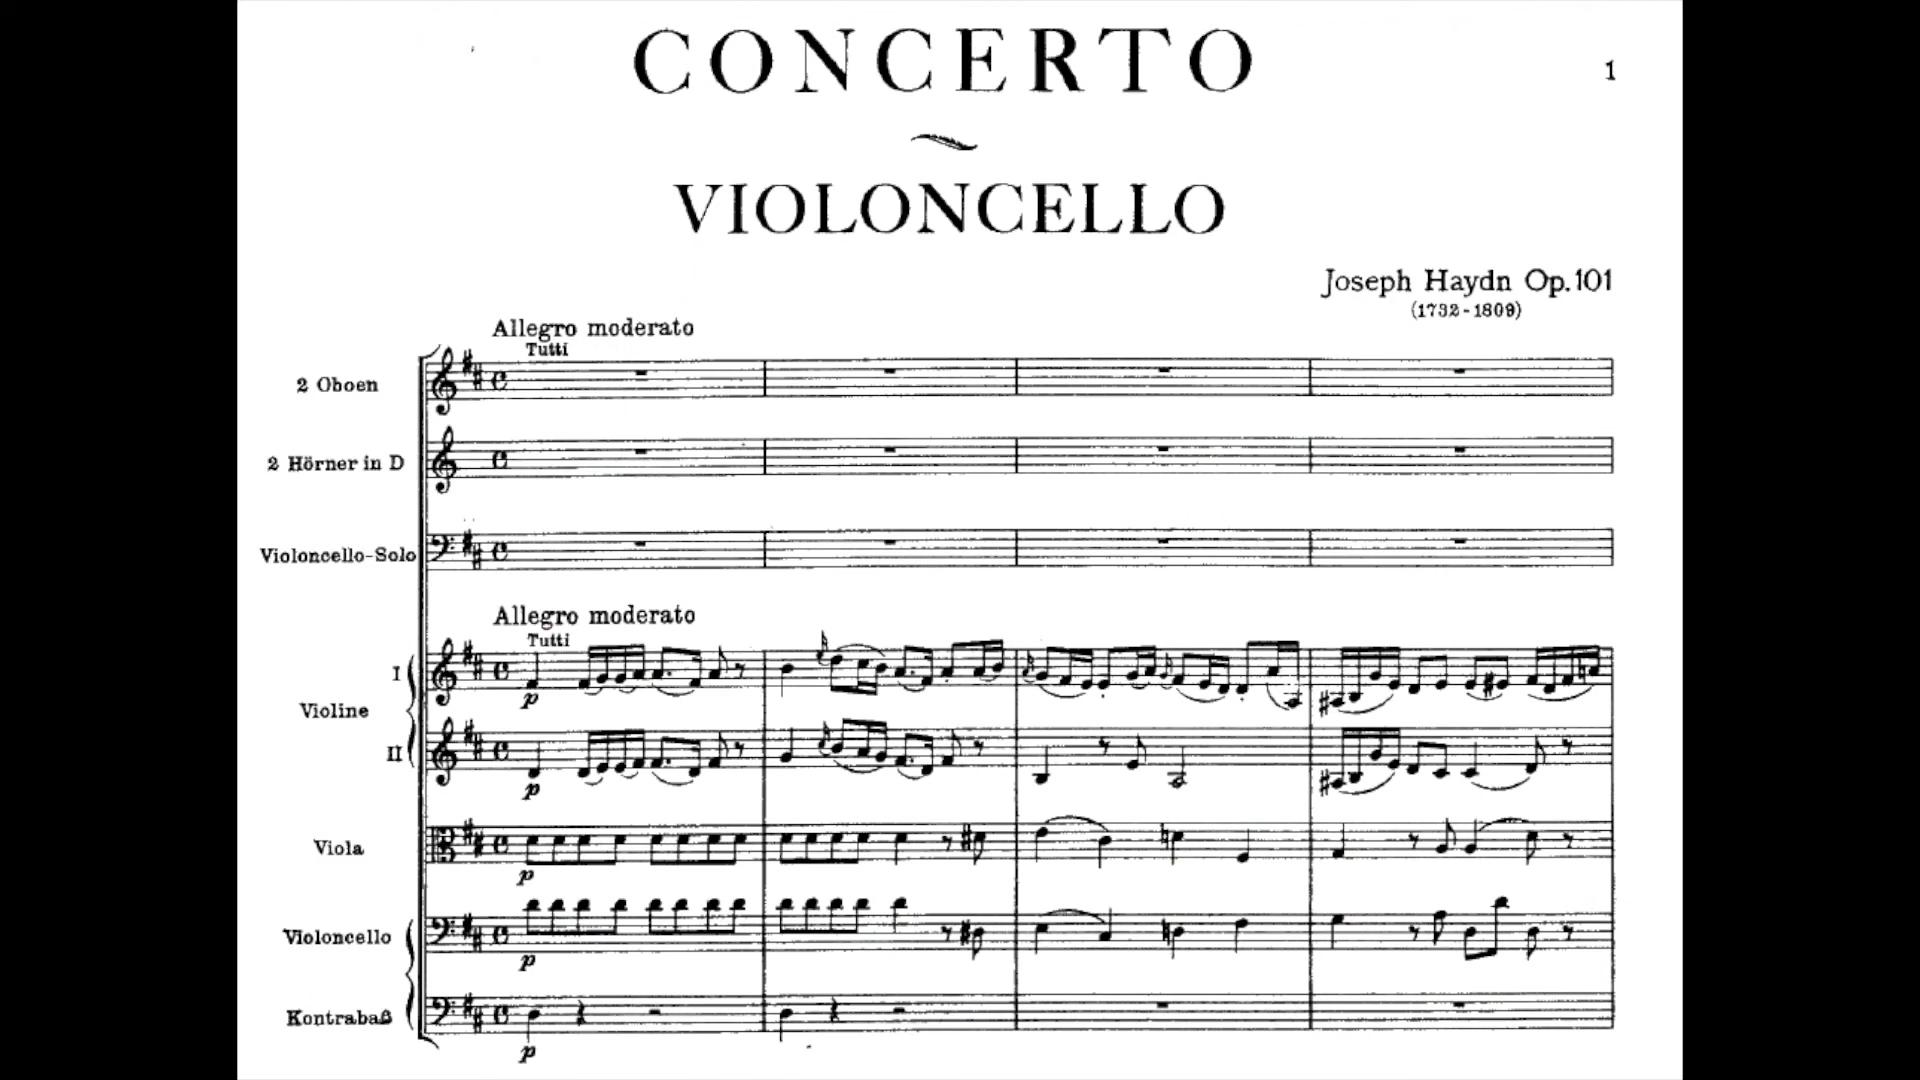 CONCERTO
1
VIOLONCELLO
Joseph Haydn Op. 101
(1732-1809)
Allegro moderato
Tutti
2 Oboen
2 Hörner in D
Violoncello-Solo
Allegro moderato
Tutti
I
Violine
p
II
p
Viola
p
Violoncello
p
Kontrabaß
p